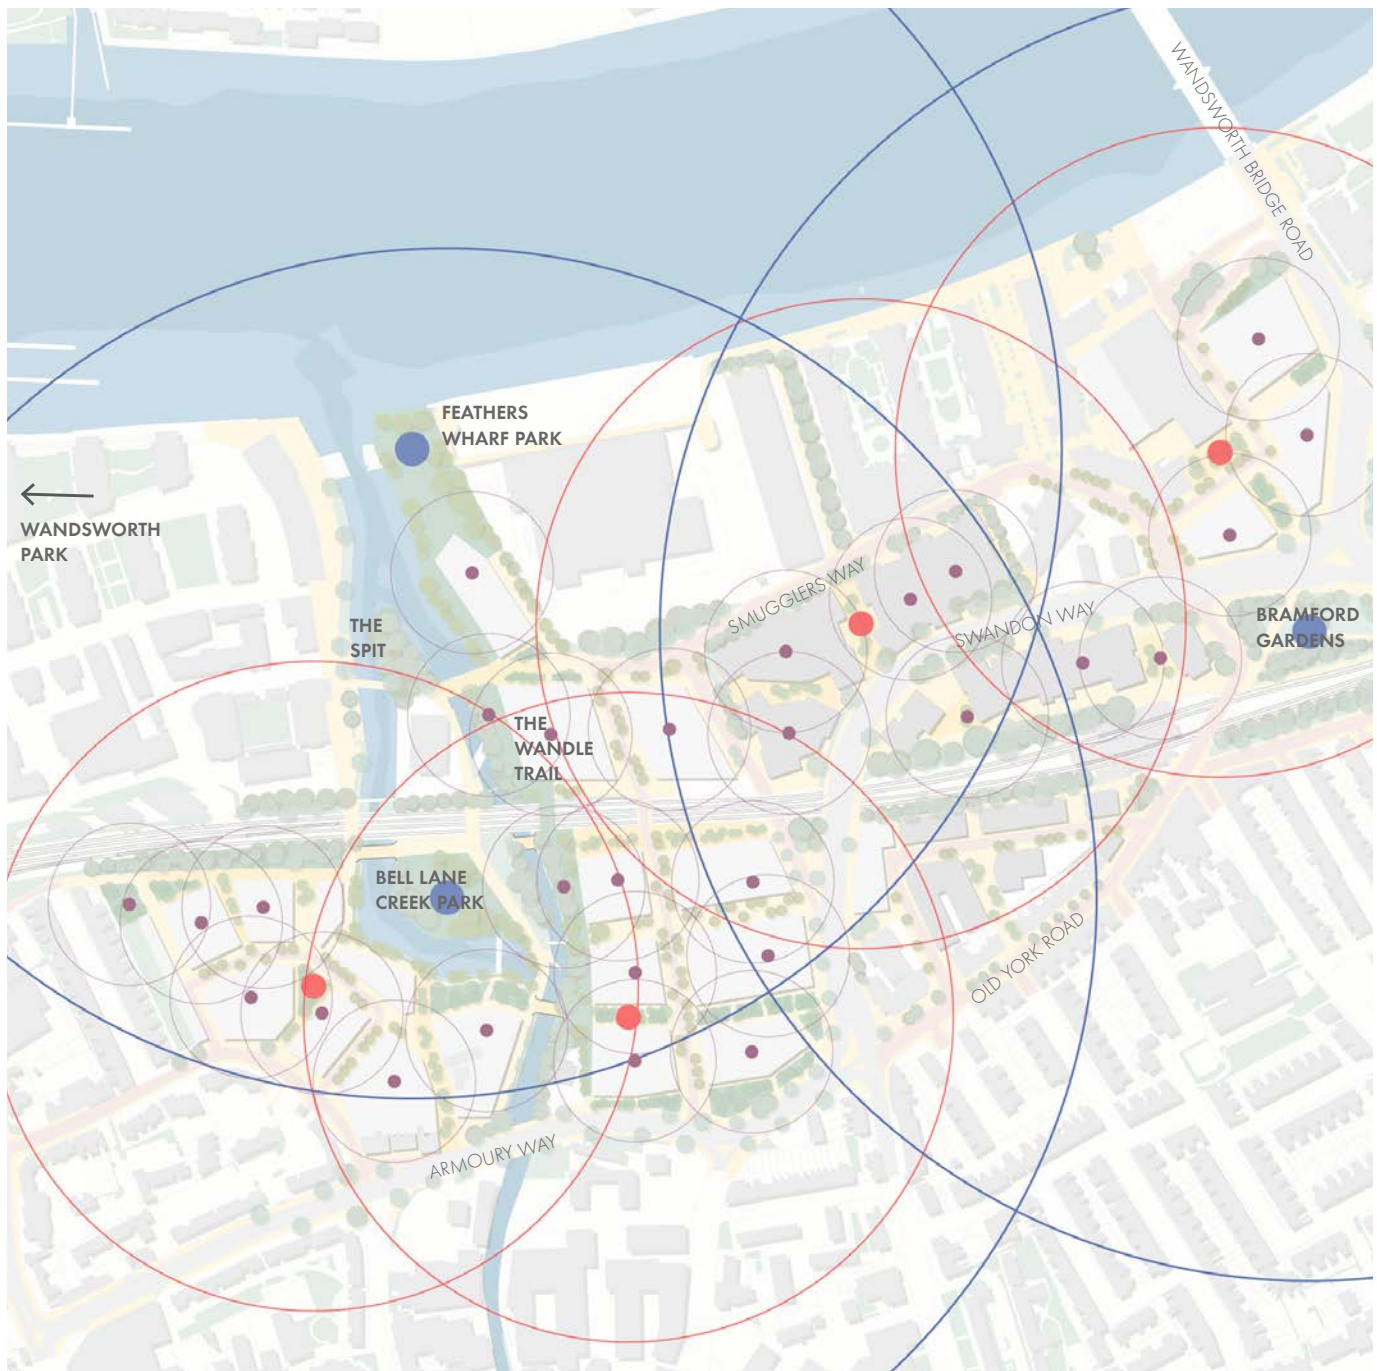 WANDSWORTH BRIDGE ROAD
FEATHERS
WHARF PARK
WANDSWORTH
PARK
SMUGGLERS WAY
SWANDON WAY
BRAMFORD
GARDENS
THE
SPIT
THE
WANDLE
TRAIL
BELL LANE
CREEK PARK
OLD YORK ROAD
ARMOURY WAY